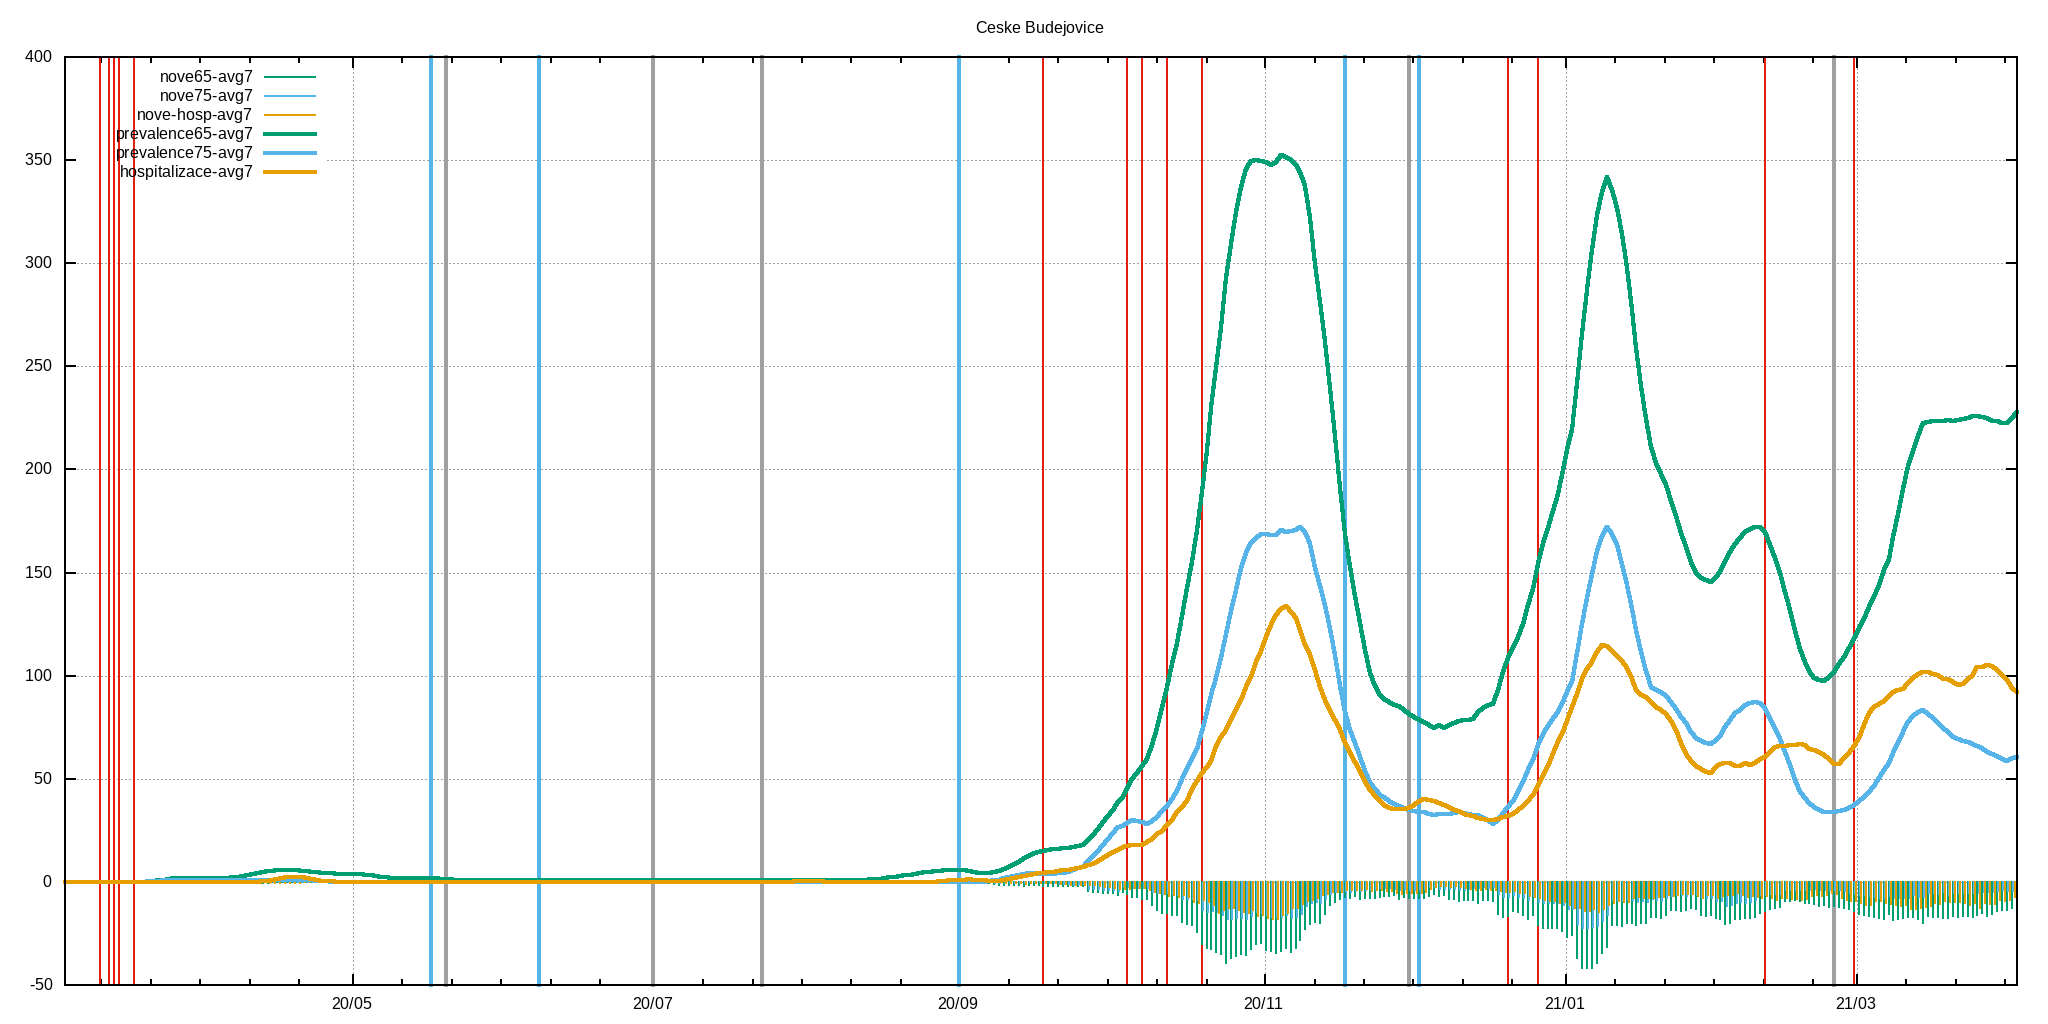 Ceske Budejovice
400
350
300
250
200
150
100
50
0
-50
nove65-avg7
nove75-avg7
nove-hosp-avg7
prevalence65-avg7
prevalence75-avg7
hospitalizace-avg7
20/05 20/07 20/09 20/11 21/01 21/03